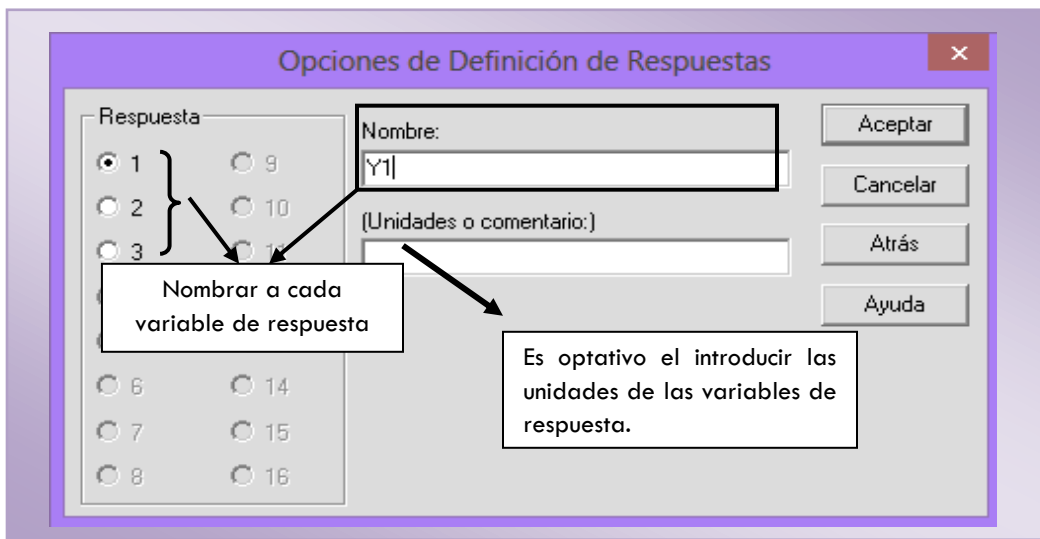 Opciones de Definición de Respuestas
×
Respuesta
1
9
2
10
3
11
6
14
7
15
8
16
Nombre:
Y1
(Unidades o comentario:)
Aceptar
Cancelar
Atrás
Ayuda
Nombrar a cada
variable de respuesta
Es optativo el introducir las
unidades de las variables de
respuesta.